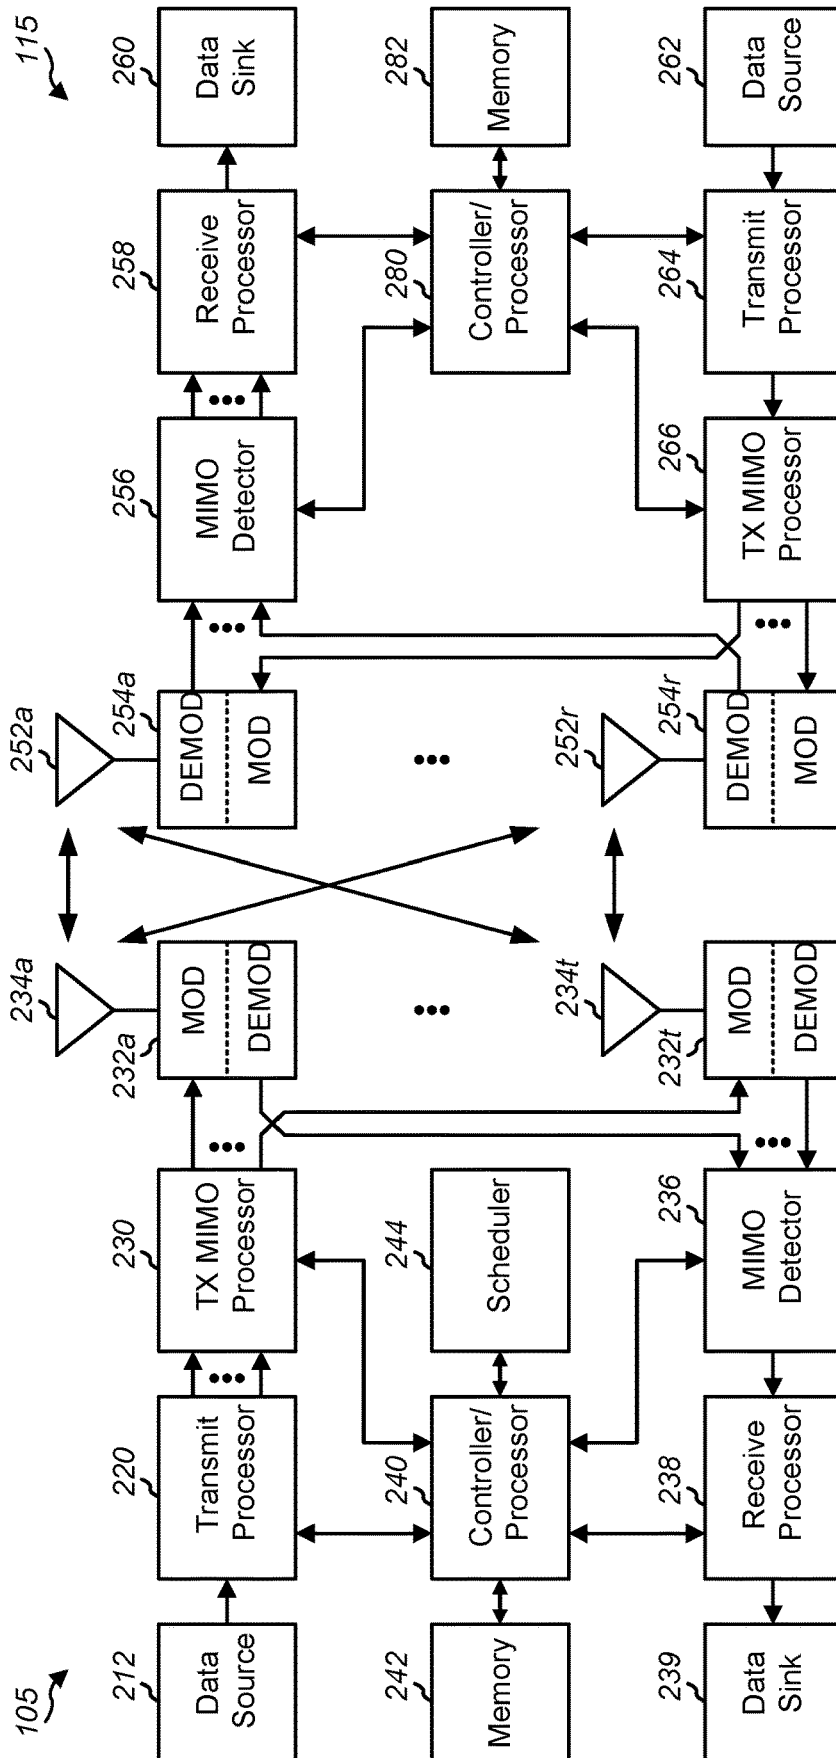 105
115
212
Data
Source
220
Transmit
Processor
230
TX MIMO
Processor
232a
MOD
DEMOD
234a
252a
254a
DEMOD
MOD
256
MIMO
Detector
258
Receive
Processor
260
Data
Sink
242
Memory
240
Controller/
Processor
244
Scheduler
280
Controller/
Processor
282
Memory
239
Data
Sink
238
Receive
Processor
236
MIMO
Detector
232t
MOD
DEMOD
234t
252r
254r
DEMOD
MOD
266
TX MIMO
Processor
264
Transmit
Processor
262
Data
Source